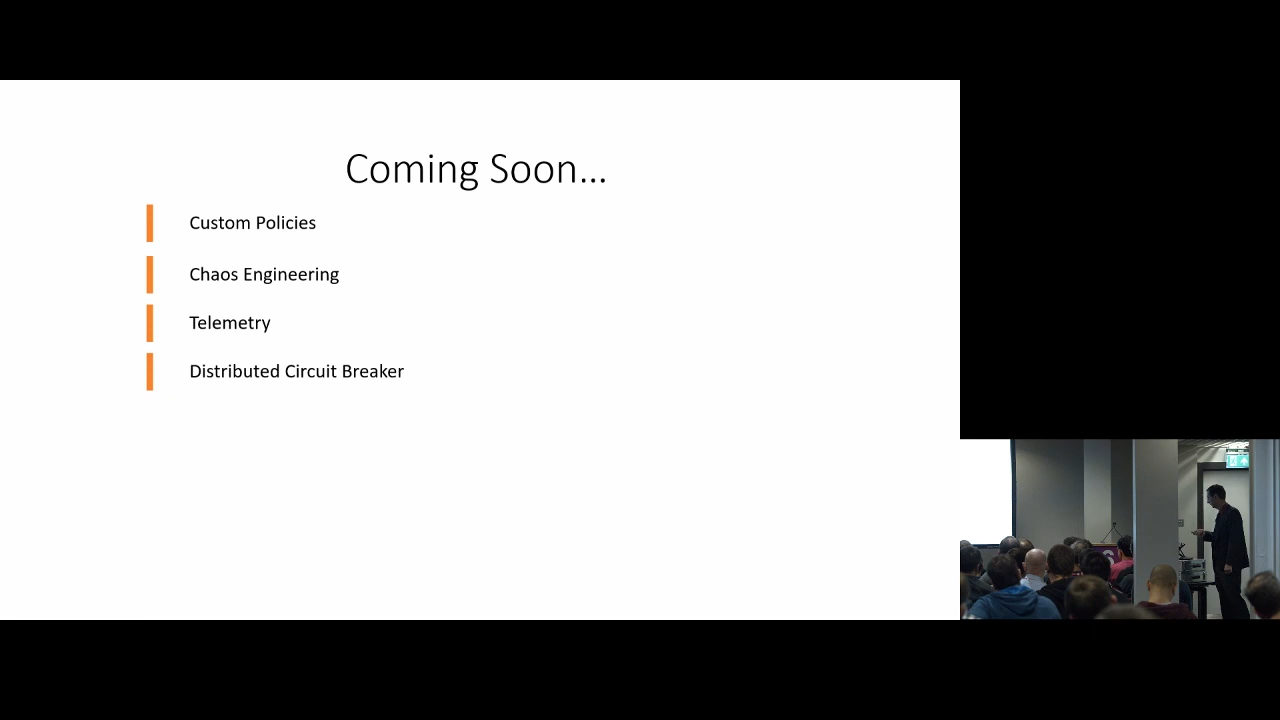 Coming Soon...
Custom Policies
Chaos Engineering
Telemetry
Distributed Circuit Breaker